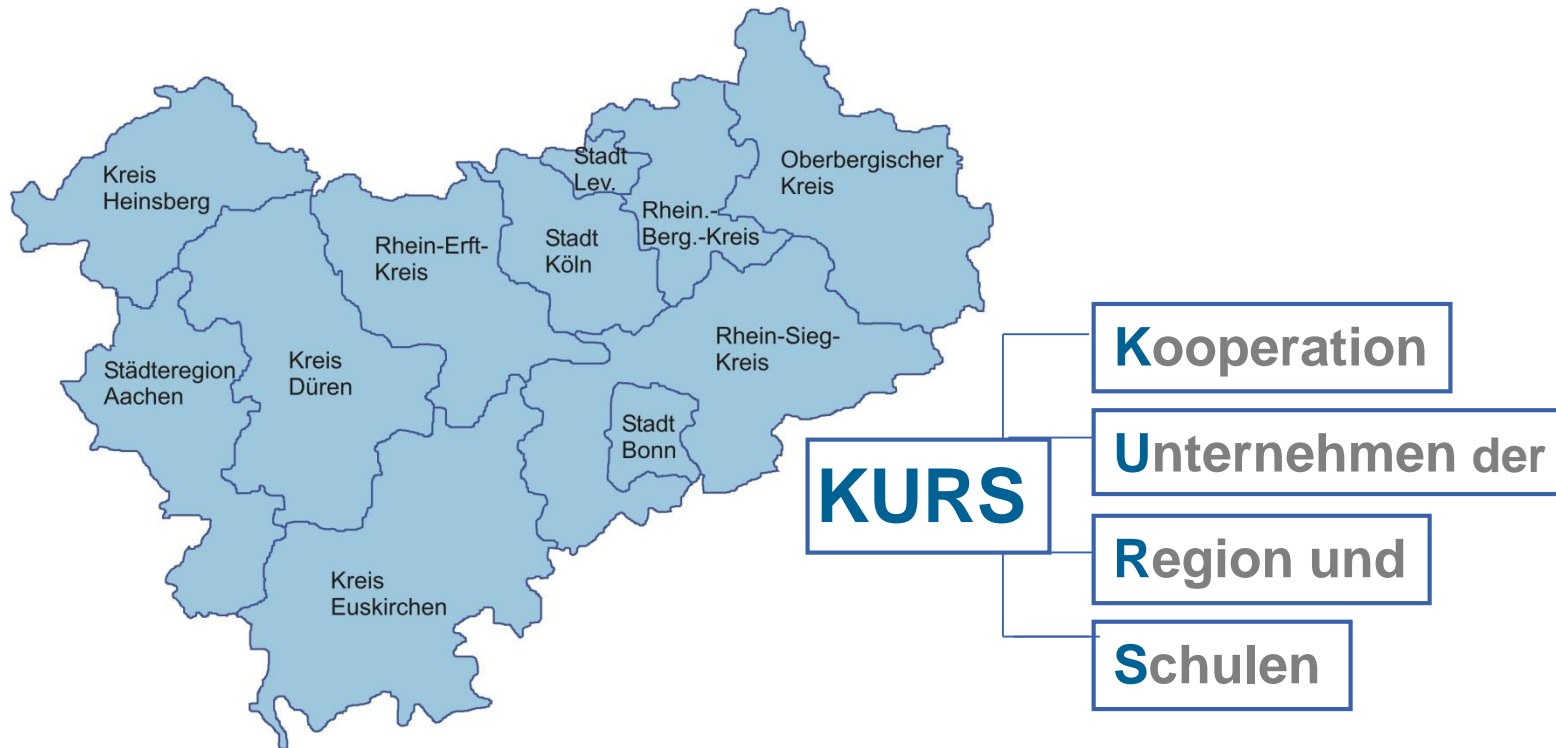 Kreis
Heinsberg
Rhein-Erft-
Kreis
Stadt
Köln
Stadt
Lev.
Rhein.-
Berg.-Kreis
Oberbergischer
Kreis
Städteregion
Aachen
Kreis
Düren
Rhein-Sieg-
Kreis
Stadt
Bonn
Kreis
Euskirchen
KURS
Kooperation
Unternehmen der
Region und
Schulen